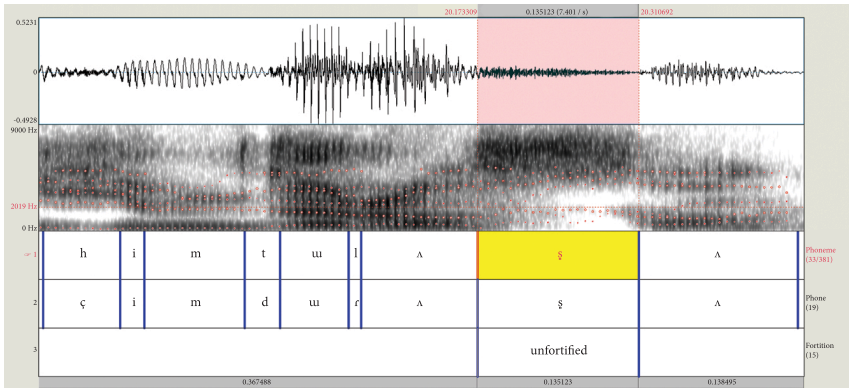 20.173309 0.135123 (7.401 / s) 20.310692
0.5231
0
-0.4928
9000 Hz
2019 Hz
0 Hz
☞ 1 h i m t ɯ l ʌ s̬ ʌ Phoneme
(33/381)
2 ç i m d ɯ ɾ ʌ s̬ ʌ Phone
(19)
3 unfortified Fortition
(15)
0.367488 0.135123 0.138495